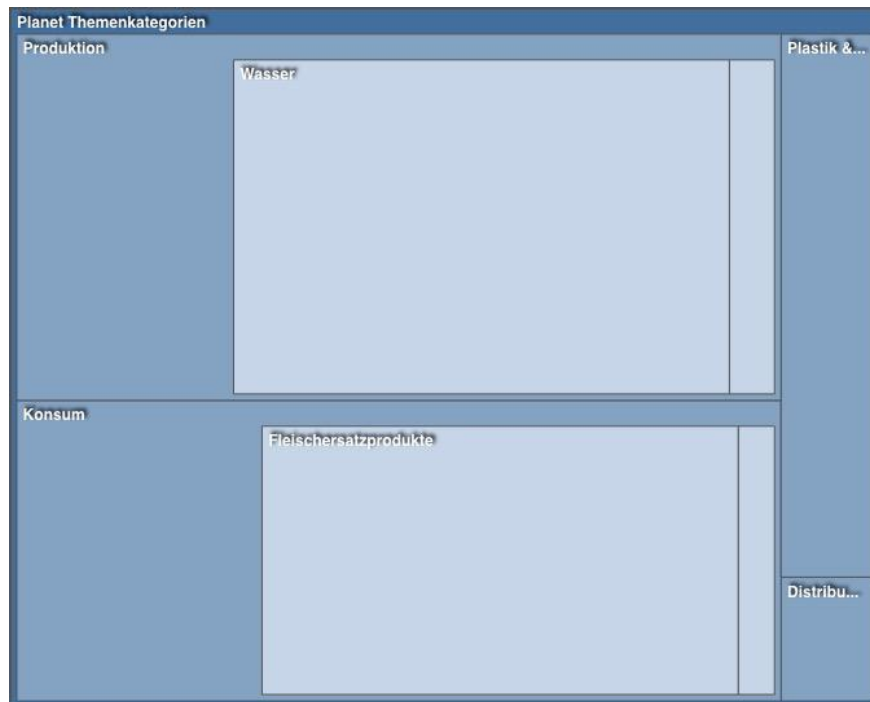 Planet Themenkategorien
Produktion
Plastik &...
Wasser
Konsum
Fleischersatzprodukte
Distribu...